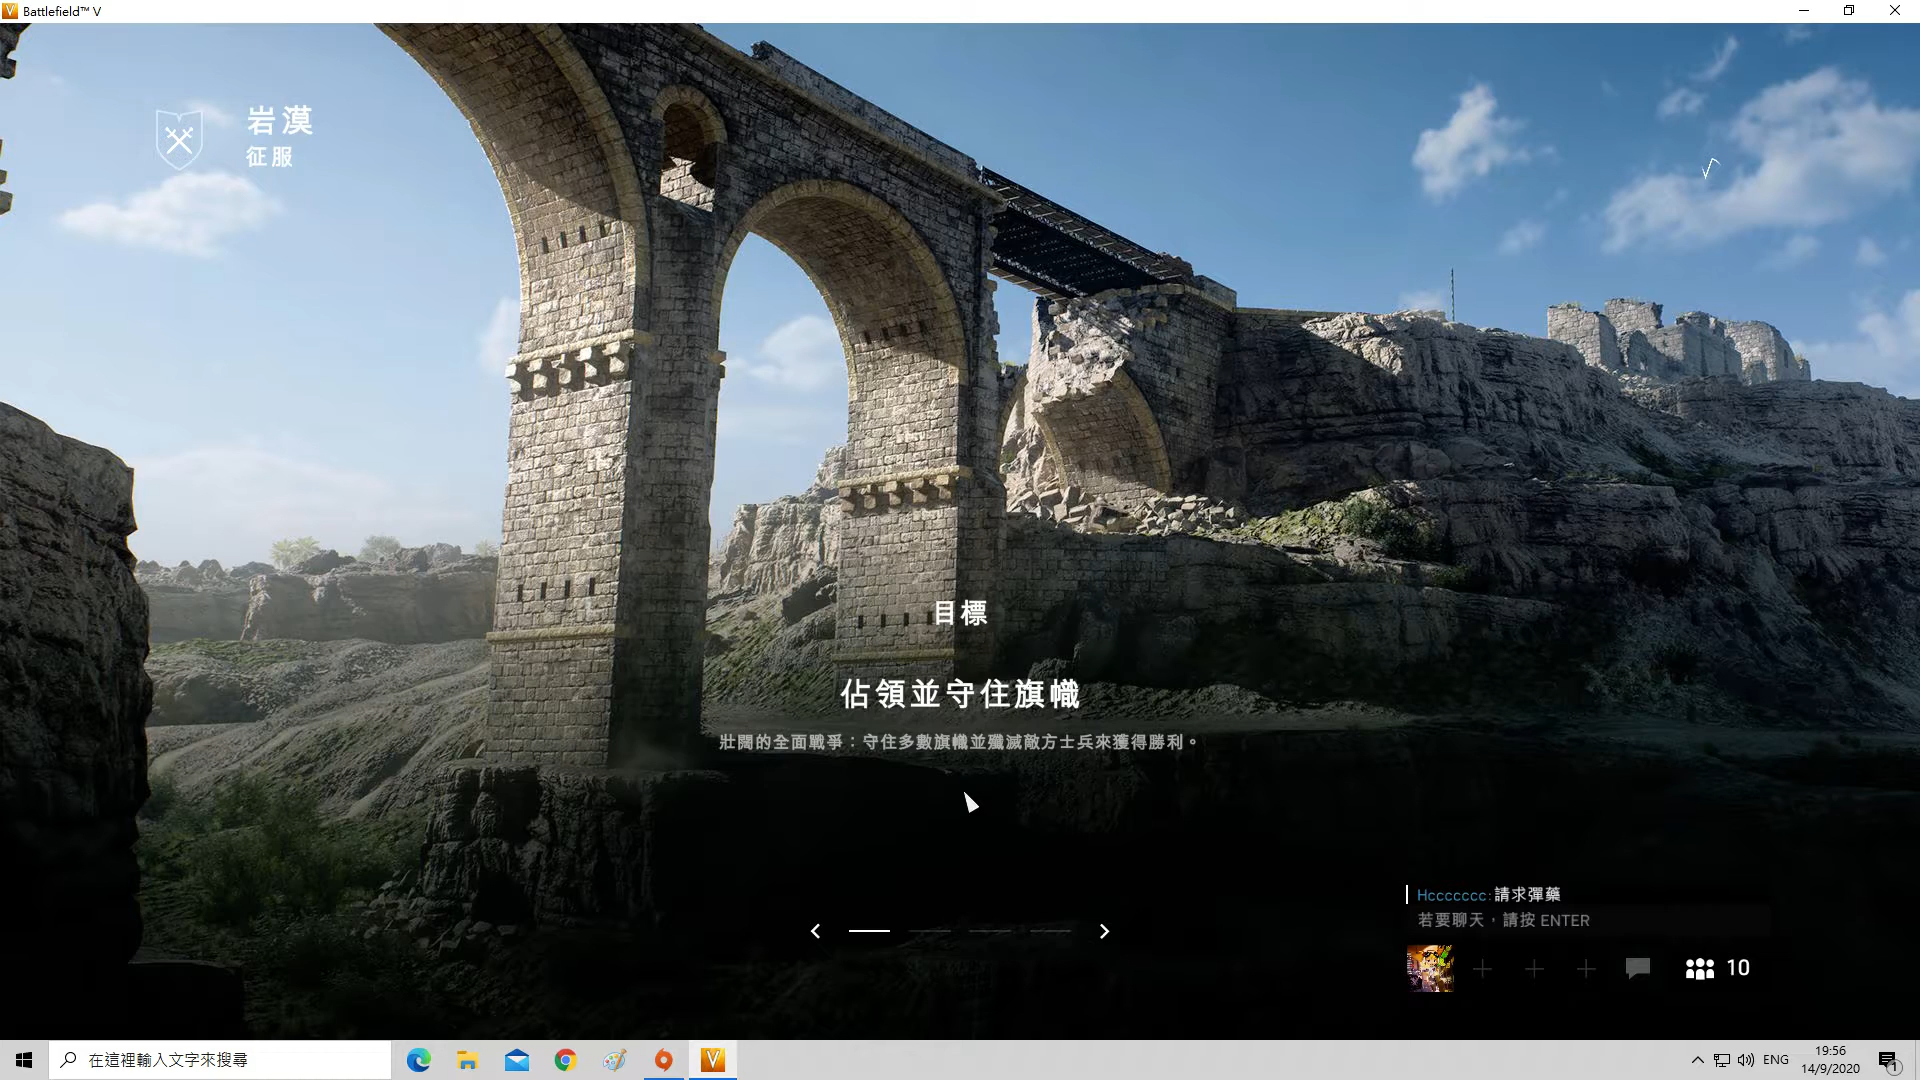 Battlefield™ V
岩漠
征服
目標
佔領並守住旗幟
壯闊的全面戰爭：守住多數旗幟並殲滅敵方士兵來獲得勝利。
Hccccccc: 請求彈藥
若要聊天，請按 ENTER
10
在這裡輸入文字來搜尋
ENG
19:56
14/9/2020
1